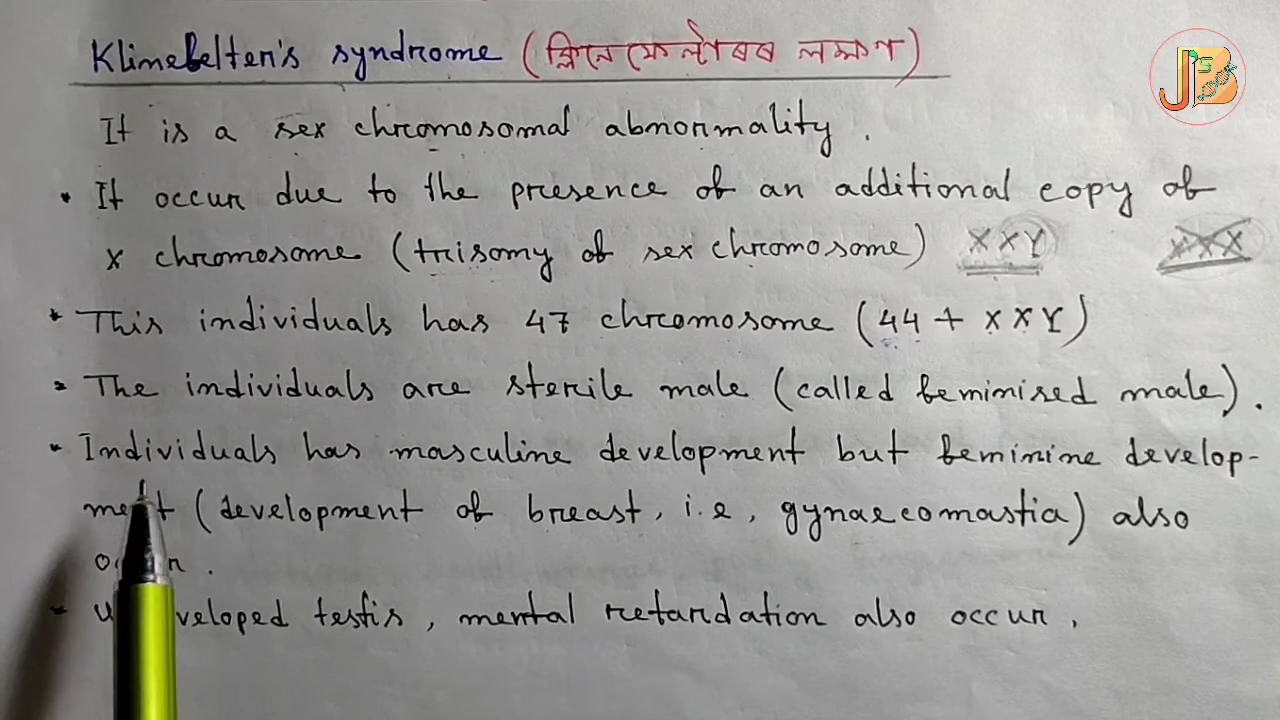 Klinefelter's syndrome (ক্লিনেফেল্টাৰৰ লক্ষণ)
It is a sex chromosomal abnormality.
• It occur due to the presence of an additional copy of
X chromosome (trisomy of sex chromosome) XXY XXX
* This individuals has 47 chromosome (44 + XXY)
* The individuals are sterile male (called feminised male).
* Individuals has masculine development but feminine develop-
ment (development of breast, i.e, gynaecomastia) also
* testis, mental retardation also occur,
J's B